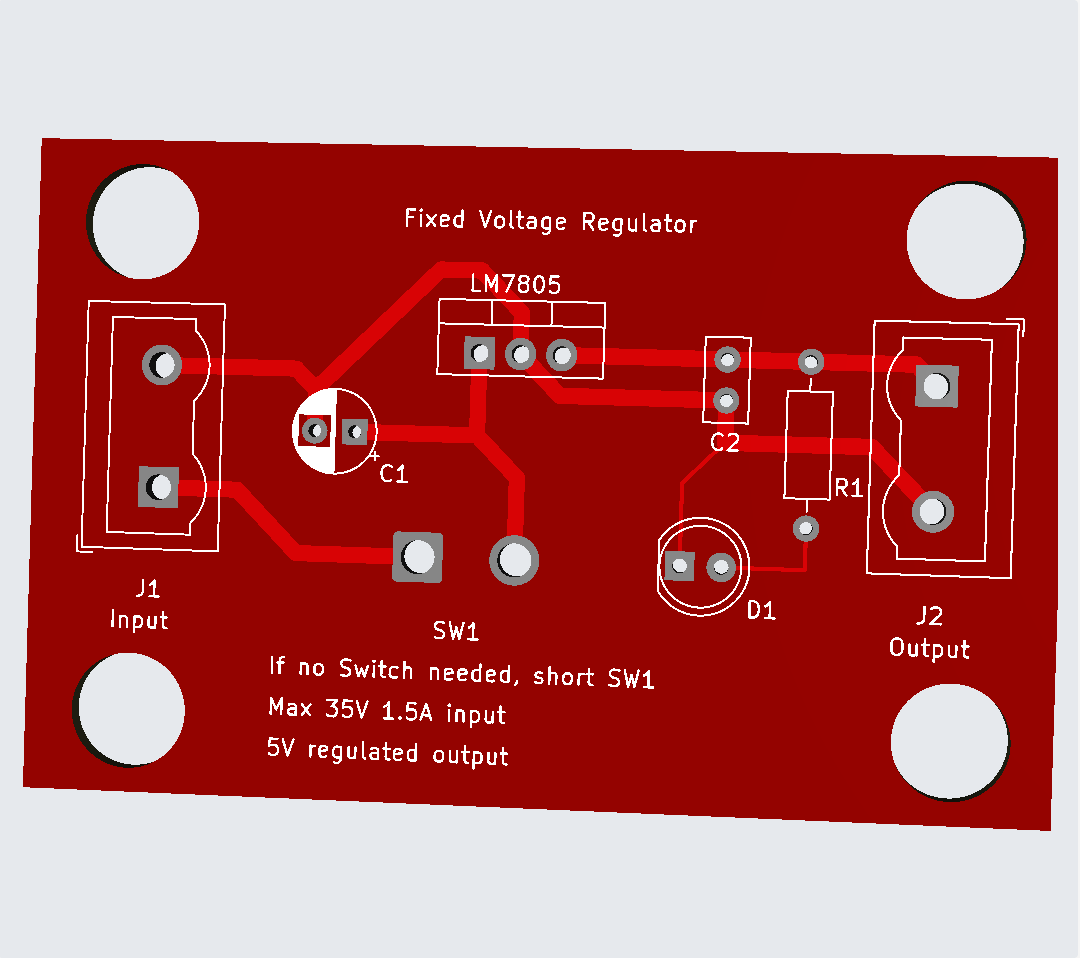 Fixed Voltage Regulator
LM7805
+
C1
C2
R1
J1
Input
SW1
D1
J2
Output
If no Switch needed, short SW1
Max 35V 1.5A input
5V regulated output